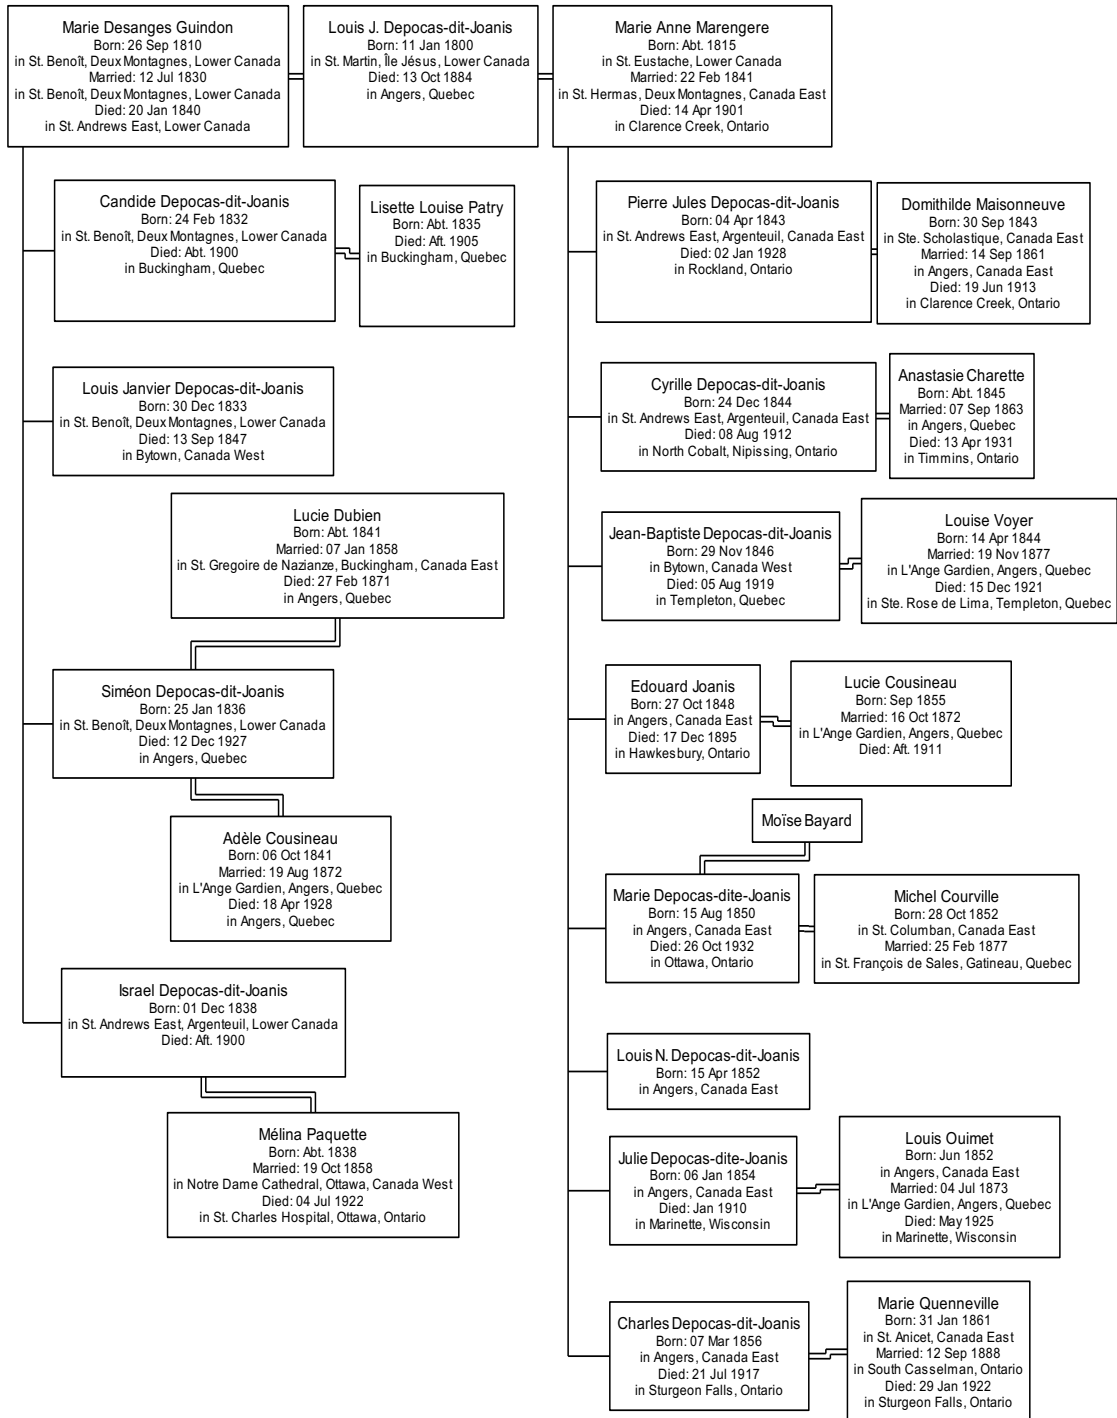 Marie Desanges Guindon
Born: 26 Sep 1810
in St. Benoît, Deux Montagnes, Lower Canada
Married: 12 Jul 1830
in St. Benoît, Deux Montagnes, Lower Canada
Died: 20 Jan 1840
in St. Andrews East, Lower Canada
Louis J. Depocas-dit-Joanis
Born: 11 Jan 1800
in St. Martin, Île Jésus, Lower Canada
Died: 13 Oct 1884
in Angers, Quebec
Marie Anne Marengere
Born: Abt. 1815
in St. Eustache, Lower Canada
Married: 22 Feb 1841
in St. Hermas, Deux Montagnes, Canada East
Died: 14 Apr 1901
in Clarence Creek, Ontario
Candide Depocas-dit-Joanis
Born: 24 Feb 1832
in St. Benoît, Deux Montagnes, Lower Canada
Died: Abt. 1900
in Buckingham, Quebec
Lisette Louise Patry
Born: Abt. 1835
Died: Aft. 1905
in Buckingham, Quebec
Louis Janvier Depocas-dit-Joanis
Born: 30 Dec 1833
in St. Benoît, Deux Montagnes, Lower Canada
Died: 13 Sep 1847
in Bytown, Canada West
Lucie Dubien
Born: Abt. 1841
Married: 07 Jan 1858
in St. Gregoire de Nazianze, Buckingham, Canada East
Died: 27 Feb 1871
in Angers, Quebec
Siméon Depocas-dit-Joanis
Born: 25 Jan 1836
in St. Benoît, Deux Montagnes, Lower Canada
Died: 12 Dec 1927
in Angers, Quebec
Adèle Cousineau
Born: 06 Oct 1841
Married: 19 Aug 1872
in L'Ange Gardien, Angers, Quebec
Died: 18 Apr 1928
in Angers, Quebec
Israel Depocas-dit-Joanis
Born: 01 Dec 1838
in St. Andrews East, Argenteuil, Lower Canada
Died: Aft. 1900
Mélina Paquette
Born: Abt. 1838
Married: 19 Oct 1858
in Notre Dame Cathedral, Ottawa, Canada West
Died: 04 Jul 1922
in St. Charles Hospital, Ottawa, Ontario
Pierre Jules Depocas-dit-Joanis
Born: 04 Apr 1843
in St. Andrews East, Argenteuil, Canada East
Died: 02 Jan 1928
in Rockland, Ontario
Domithilde Maisonneuve
Born: 30 Sep 1843
in Ste. Scholastique, Canada East
Married: 14 Sep 1861
in Angers, Canada East
Died: 19 Jun 1913
in Clarence Creek, Ontario
Cyrille Depocas-dit-Joanis
Born: 24 Dec 1844
in St. Andrews East, Argenteuil, Canada East
Died: 08 Aug 1912
in North Cobalt, Nipissing, Ontario
Anastasie Charette
Born: Abt. 1845
Married: 07 Sep 1863
in Angers, Quebec
Died: 13 Apr 1931
in Timmins, Ontario
Jean-Baptiste Depocas-dit-Joanis
Born: 29 Nov 1846
in Bytown, Canada West
Died: 05 Aug 1919
in Templeton, Quebec
Louise Voyer
Born: 14 Apr 1844
Married: 19 Nov 1877
in L'Ange Gardien, Angers, Quebec
Died: 15 Dec 1921
in Ste. Rose de Lima, Templeton, Quebec
Edouard Joanis
Born: 27 Oct 1848
in Angers, Canada East
Died: 17 Dec 1895
in Hawkesbury, Ontario
Lucie Cousineau
Born: Sep 1855
Married: 16 Oct 1872
in L'Ange Gardien, Angers, Quebec
Died: Aft. 1911
Moïse Bayard
Marie Depocas-dite-Joanis
Born: 15 Aug 1850
in Angers, Canada East
Died: 26 Oct 1932
in Ottawa, Ontario
Michel Courville
Born: 28 Oct 1852
in St. Columban, Canada East
Married: 25 Feb 1877
in St. François de Sales, Gatineau, Quebec
Louis N. Depocas-dit-Joanis
Born: 15 Apr 1852
in Angers, Canada East
Julie Depocas-dite-Joanis
Born: 06 Jan 1854
in Angers, Canada East
Died: Jan 1910
in Marinette, Wisconsin
Louis Ouimet
Born: Jun 1852
in Angers, Canada East
Married: 04 Jul 1873
in L'Ange Gardien, Angers, Quebec
Died: May 1925
in Marinette, Wisconsin
Charles Depocas-dit-Joanis
Born: 07 Mar 1856
in Angers, Canada East
Died: 21 Jul 1917
in Sturgeon Falls, Ontario
Marie Quenneville
Born: 31 Jan 1861
in St. Anicet, Canada East
Married: 12 Sep 1888
in South Casselman, Ontario
Died: 29 Jan 1922
in Sturgeon Falls, Ontario